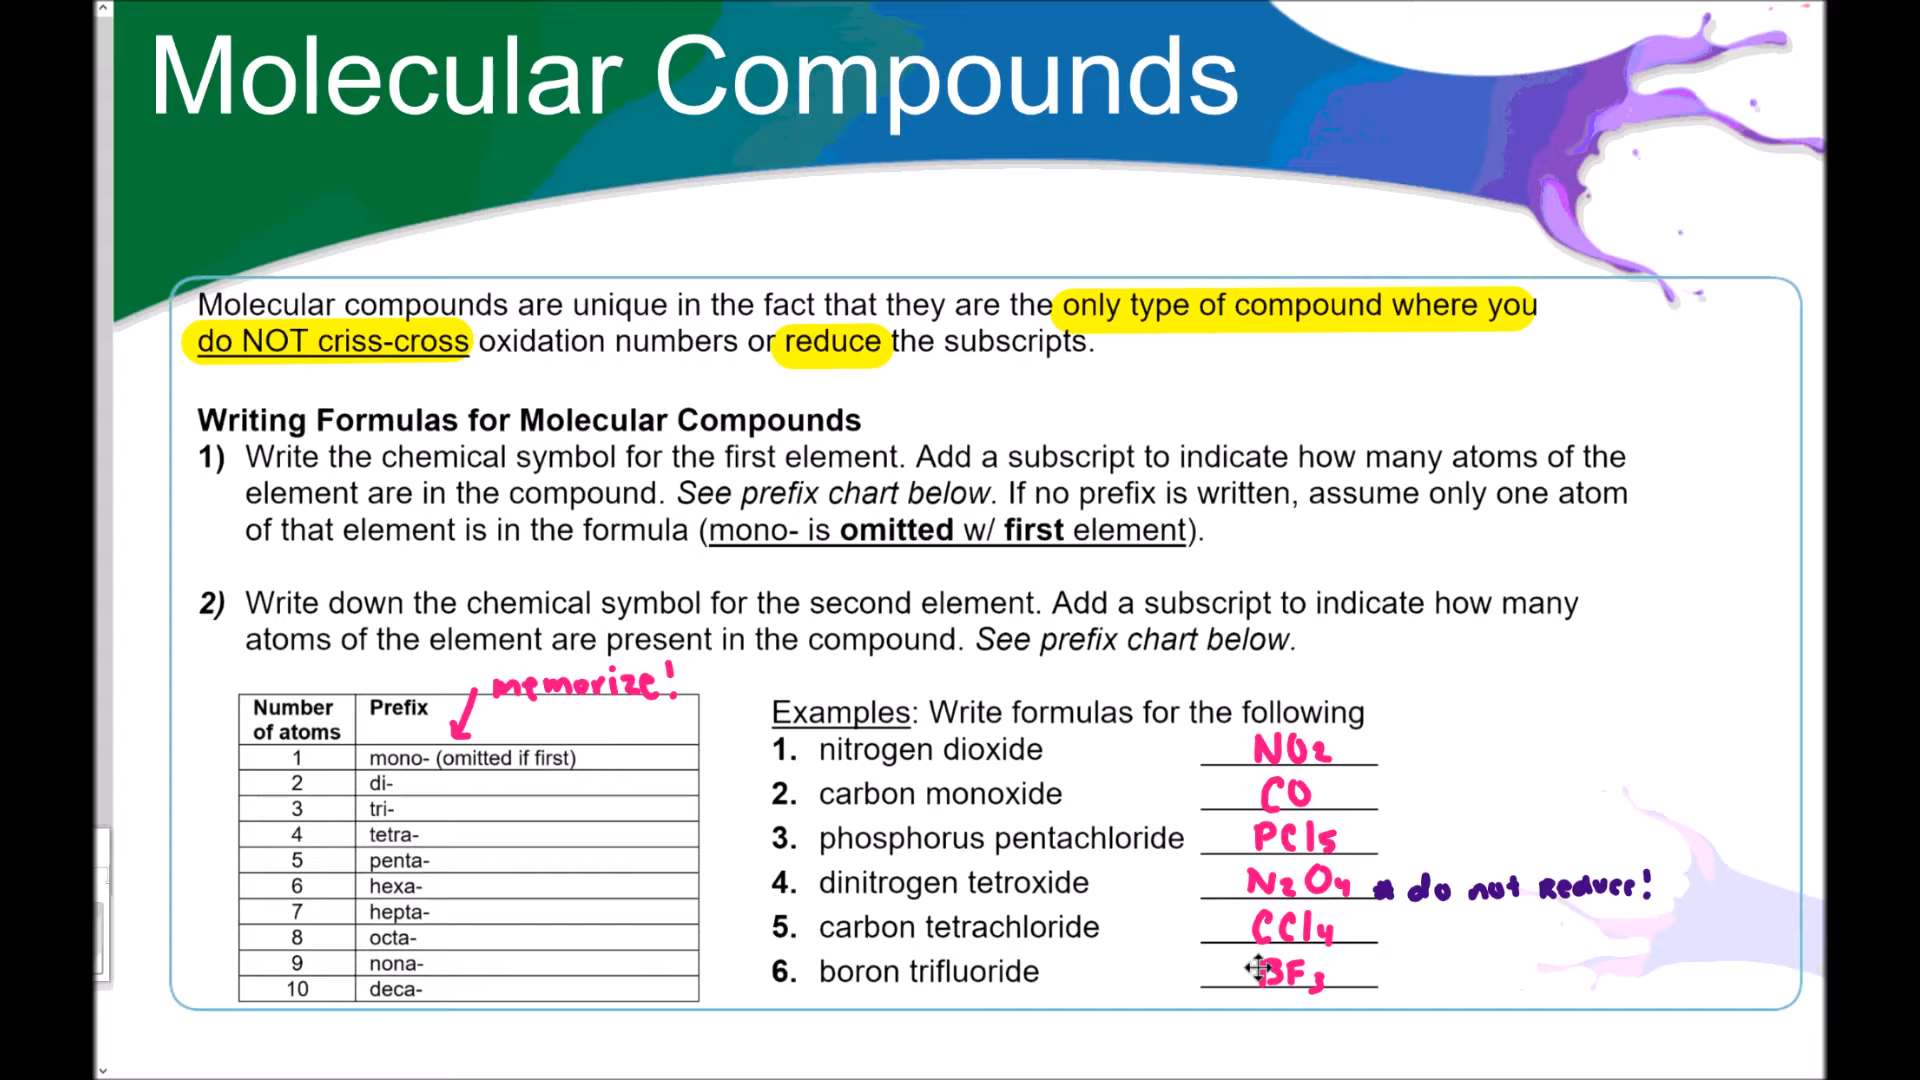 Molecular Compounds
Molecular compounds are unique in the fact that they are the only type of compound where you
do NOT criss-cross oxidation numbers or reduce the subscripts.
Writing Formulas for Molecular Compounds
1) Write the chemical symbol for the first element. Add a subscript to indicate how many atoms of the
element are in the compound. See prefix chart below. If no prefix is written, assume only one atom
of that element is in the formula (mono- is omitted w/ first element).
2) Write down the chemical symbol for the second element. Add a subscript to indicate how many
atoms of the element are present in the compound. See prefix chart below.
memorize!
Number of atoms Prefix
1 mono- (omitted if first)
2 di-
3 tri-
4 tetra-
5 penta-
6 hexa-
7 hepta-
8 octa-
9 nona-
10 deca-
Examples: Write formulas for the following
1. nitrogen dioxide NO2
2. carbon monoxide CO
3. phosphorus pentachloride PCl5
4. dinitrogen tetroxide N2O4 * do not Reduce!
5. carbon tetrachloride CCl4
6. boron trifluoride BF3